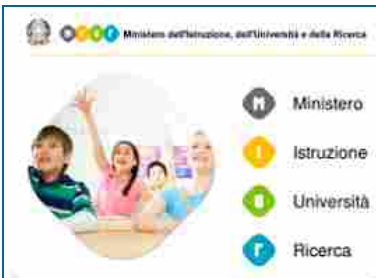 m i u r Ministero dell'Istruzione, dell'Università e della Ricerca
M Ministero
I Istruzione
U Università
r Ricerca